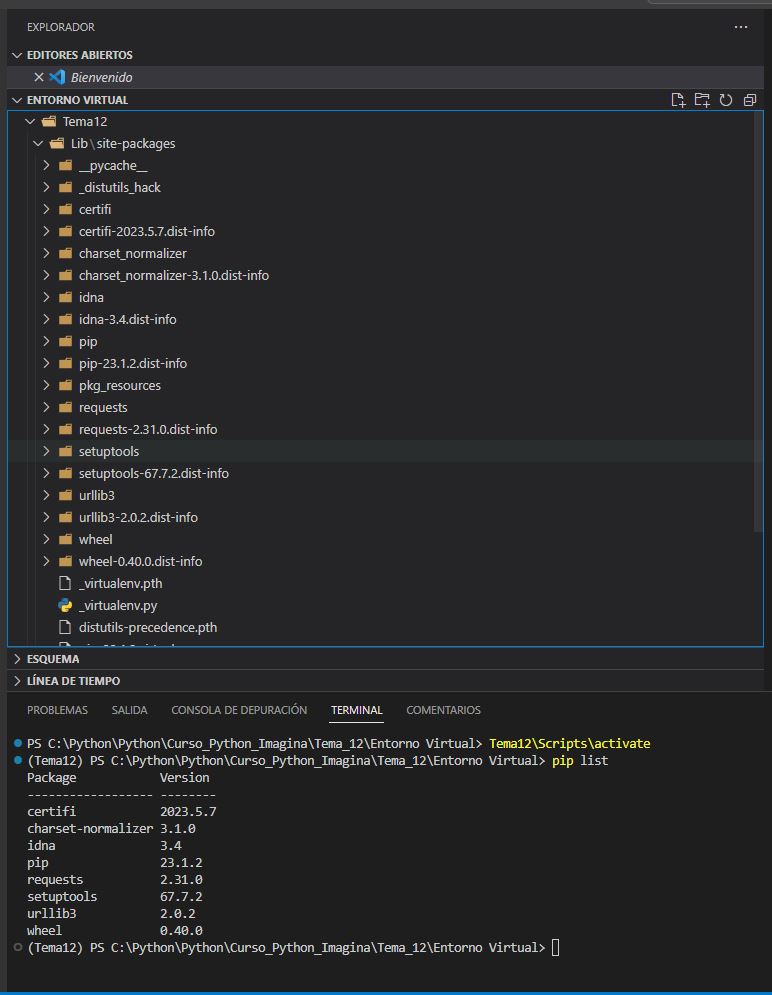 EXPLORADOR
EDITORES ABIERTOS
Bienvenido
ENTORNO VIRTUAL
Tema12
Lib\site-packages
__pycache__
_distutils_hack
certifi
certifi-2023.5.7.dist-info
charset_normalizer
charset_normalizer-3.1.0.dist-info
idna
idna-3.4.dist-info
pip
pip-23.1.2.dist-info
pkg_resources
requests
requests-2.31.0.dist-info
setuptools
setuptools-67.7.2.dist-info
urllib3
urllib3-2.0.2.dist-info
wheel
wheel-0.40.0.dist-info
_virtualenv.pth
_virtualenv.py
distutils-precedence.pth
ESQUEMA
LÍNEA DE TIEMPO
PROBLEMAS SALIDA CONSOLA DE DEPURACIÓN TERMINAL COMENTARIOS
PS C:\Python\Python\Curso_Python_Imagina\Tema_12\Entorno Virtual> Tema12\Scripts\activate
(Tema12) PS C:\Python\Python\Curso_Python_Imagina\Tema_12\Entorno Virtual> pip list
Package Version
------------------ --------
certifi 2023.5.7
charset-normalizer 3.1.0
idna 3.4
pip 23.1.2
requests 2.31.0
setuptools 67.7.2
urllib3 2.0.2
wheel 0.40.0
(Tema12) PS C:\Python\Python\Curso_Python_Imagina\Tema_12\Entorno Virtual>